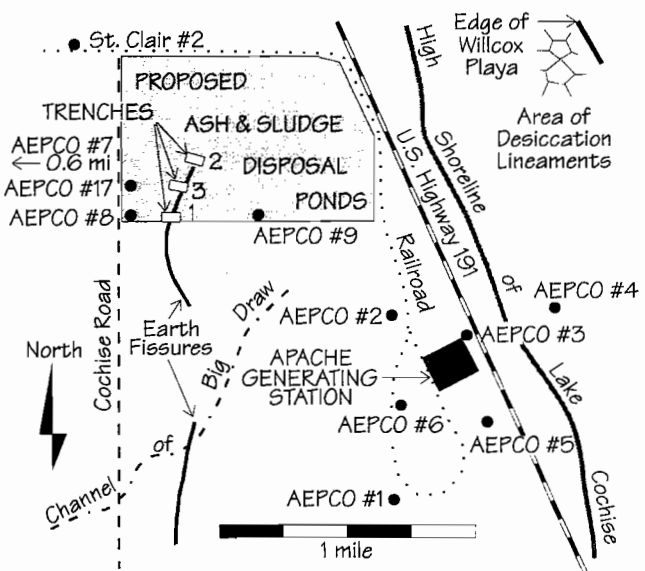 St. Clair #2
Edge of
Willcox
Playa
Area of
Desiccation
Lineaments
PROPOSED
ASH & SLUDGE
DISPOSAL
PONDS
TRENCHES
AEPCO #7
← 0.6 mi
AEPCO #17
AEPCO #8
2
3
1
AEPCO #9
High
Shoreline
of
Lake
Cochise
U.S. Highway 191
Railroad
Cochise Road
Earth
Fissures
Channel
of
Big
Draw
North
AEPCO #2
AEPCO #4
AEPCO #3
APACHE
GENERATING
STATION
AEPCO #6
AEPCO #5
AEPCO #1
1 mile